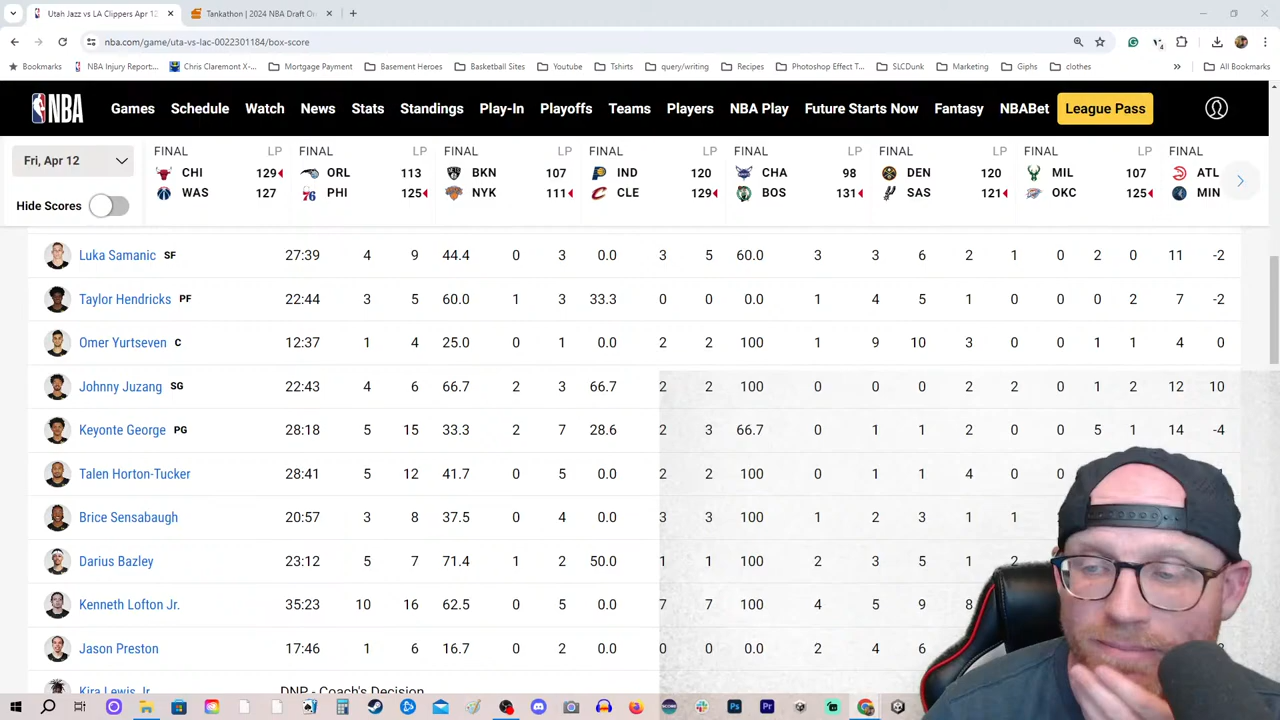 Utah Jazz vs LA Clippers Apr 12
Tankathon | 2024 NBA Draft Or
nba.com/game/uta-vs-lac-0022301184/box-score
Bookmarks NBA Injury Report... Chris Claremont X-... Mortgage Payment Basement Heroes Basketball Sites Youtube Tshirts query/writing Recipes Photoshop Effect T... SLCDunk Marketing Giphs clothes » All Bookmarks
NBA Games Schedule Watch News Stats Standings Play-In Playoffs Teams Players NBA Play Future Starts Now Fantasy NBABet League Pass
Fri, Apr 12
Hide Scores
FINAL LP
CHI 129
WAS 127
FINAL LP
ORL 113
PHI 125
FINAL LP
BKN 107
NYK 111
FINAL LP
IND 120
CLE 129
FINAL LP
CHA 98
BOS 131
FINAL LP
DEN 120
SAS 121
FINAL LP
MIL 107
OKC 125
FINAL
ATL
MIN
Luka Samanic SF 27:39 4 9 44.4 0 3 0.0 3 5 60.0 3 3 6 2 1 0 2 0 11 -2
Taylor Hendricks PF 22:44 3 5 60.0 1 3 33.3 0 0 0.0 1 4 5 1 0 0 0 2 7 -2
Omer Yurtseven C 12:37 1 4 25.0 0 1 0.0 2 2 100 1 9 10 3 0 0 1 1 4 0
Johnny Juzang SG 22:43 4 6 66.7 2 3 66.7 2 2 100 0 0 0 2 2 0 1 2 12 10
Keyonte George PG 28:18 5 15 33.3 2 7 28.6 2 3 66.7 0 1 1 2 0 0 5 1 14 -4
Talen Horton-Tucker 28:41 5 12 41.7 0 5 0.0 2 2 100 0 1 1 4 0 0
Brice Sensabaugh 20:57 3 8 37.5 0 4 0.0 3 3 100 1 2 3 1 1
Darius Bazley 23:12 5 7 71.4 1 2 50.0 1 1 100 2 3 5 1 2
Kenneth Lofton Jr. 35:23 10 16 62.5 0 5 0.0 7 7 100 4 5 9 8
Jason Preston 17:46 1 6 16.7 0 2 0.0 0 0 0.0 2 4 6
Kira Lewis Jr. DNP - Coach's Decision